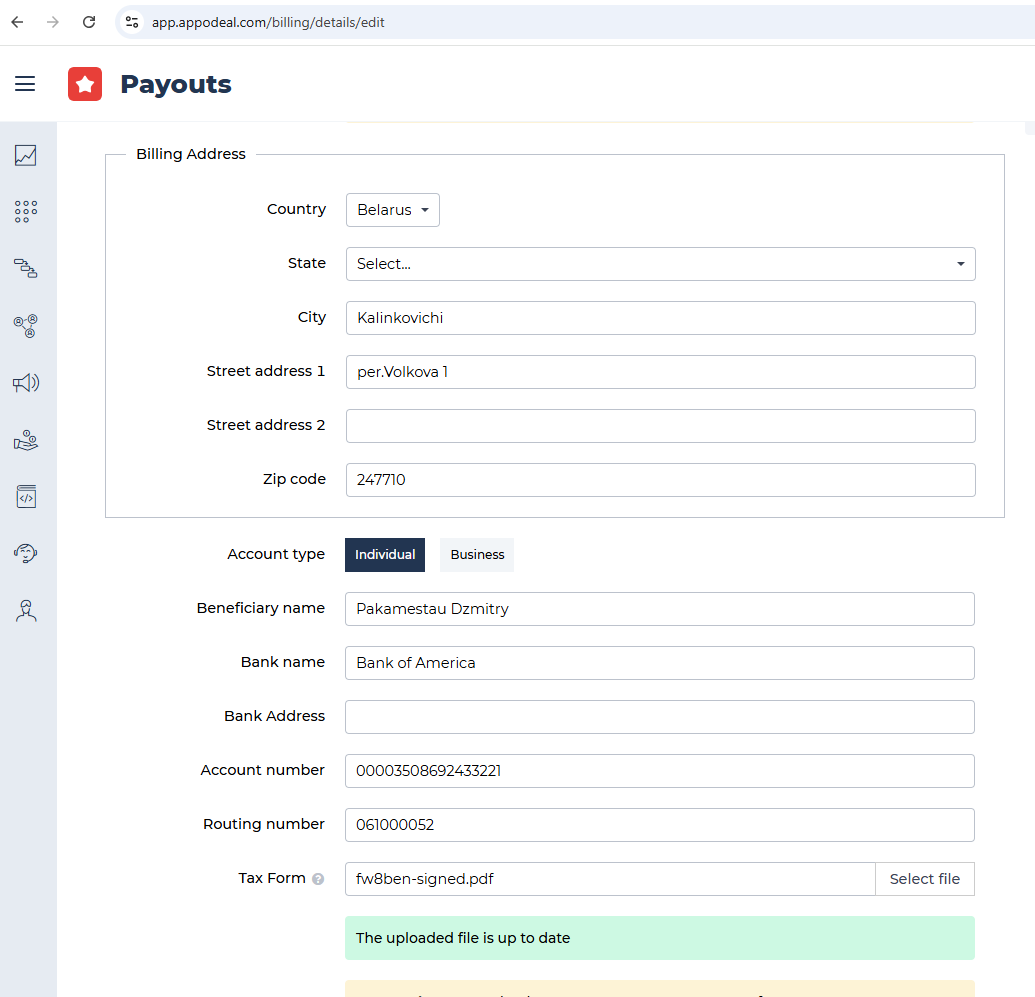 app.appodeal.com/billing/details/edit
Payouts
Billing Address
Country Belarus
State Select...
City Kalinkovichi
Street address 1 per.Volkova 1
Street address 2
Zip code 247710
Account type Individual Business
Beneficiary name Pakamestau Dzmitry
Bank name Bank of America
Bank Address
Account number 00003508692433221
Routing number 061000052
Tax Form ? fw8ben-signed.pdf Select file
The uploaded file is up to date